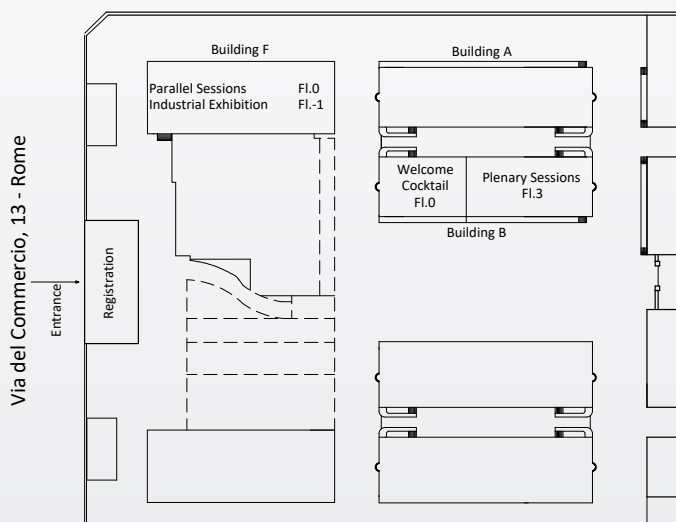 Building F
Parallel Sessions Fl.0
Industrial Exhibition Fl.-1
Building A
Welcome
Cocktail
Fl.0
Plenary Sessions
Fl.3
Building B
Via del Commercio, 13 - Rome
Entrance
Registration